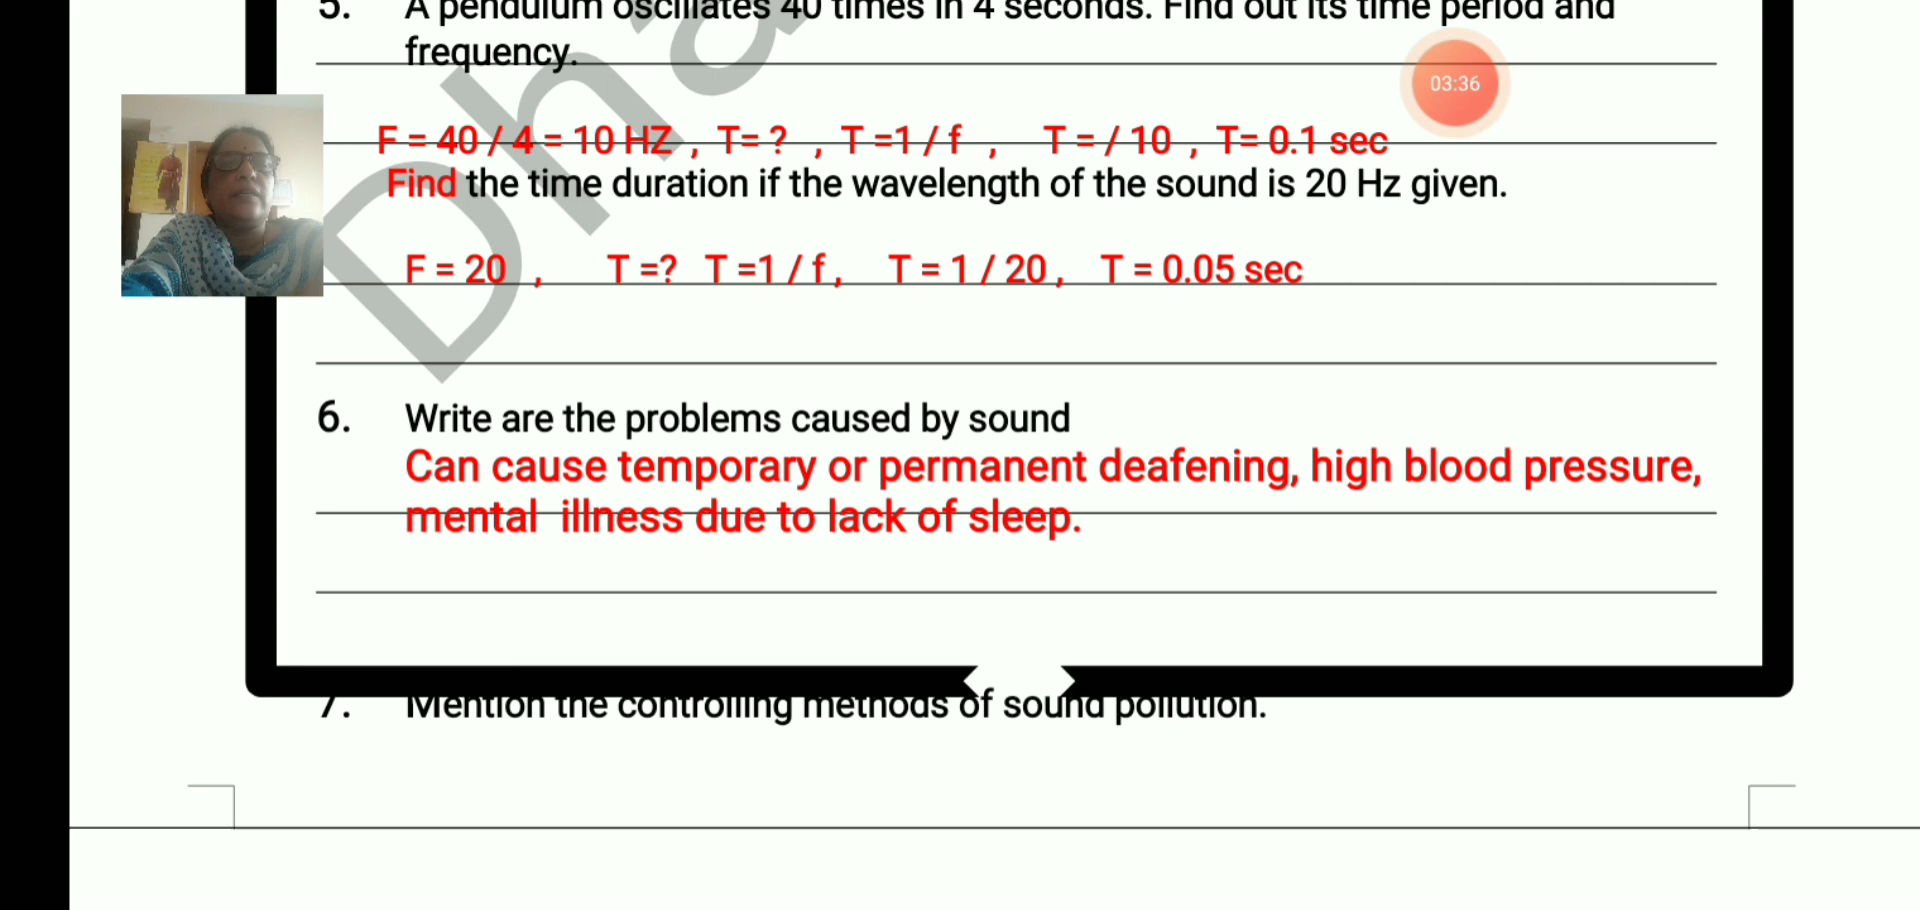 5. A pendulum oscillates 40 times in 4 seconds. Find out its time period and
frequency.
03:36
F = 40 / 4 = 10 HZ , T= ? , T =1 / f , T = / 10 , T= 0.1 sec
Find the time duration if the wavelength of the sound is 20 Hz given.
F = 20 , T =? T =1 / f , T = 1 / 20 , T = 0.05 sec
6. Write are the problems caused by sound
Can cause temporary or permanent deafening, high blood pressure,
mental illness due to lack of sleep.
7. Mention the controlling methods of sound pollution.
Dha